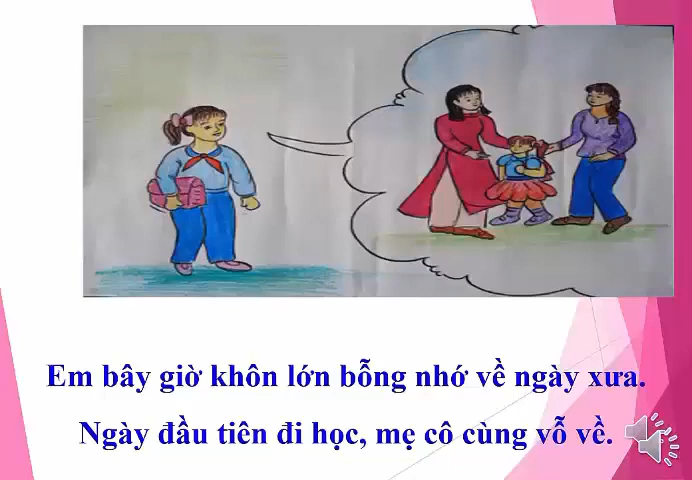 Em bây giờ khôn lớn bỗng nhớ về ngày xưa.
Ngày đầu tiên đi học, mẹ cô cùng vỗ về.